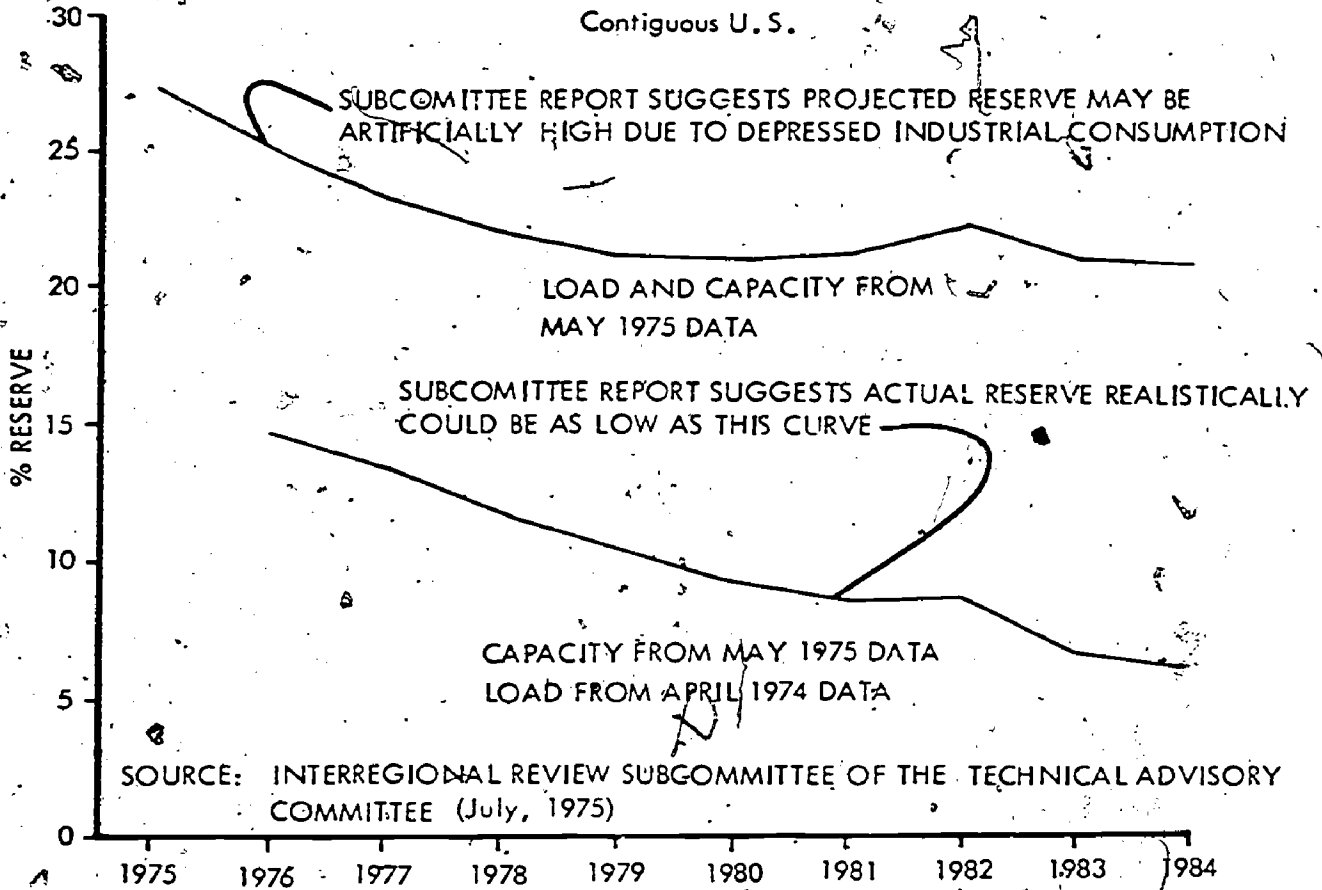 Contiguous U.S.
30
SUBCOMITTEE REPORT SUGGESTS PROJECTED RESERVE MAY BE
ARTIFICIALLY HIGH DUE TO DEPRESSED INDUSTRIAL CONSUMPTION
25
20
LOAD AND CAPACITY FROM
MAY 1975 DATA
% RESERVE
SUBCOMITTEE REPORT SUGGESTS ACTUAL RESERVE REALISTICALLY
COULD BE AS LOW AS THIS CURVE
15
10
CAPACITY FROM MAY 1975 DATA
LOAD FROM APRIL 1974 DATA
5
SOURCE: INTERREGIONAL REVIEW SUBCOMMITTEE OF THE TECHNICAL ADVISORY
COMMITTEE (July, 1975)
0
1975 1976 1977 1978 1979 1980 1981 1982 1983 1984